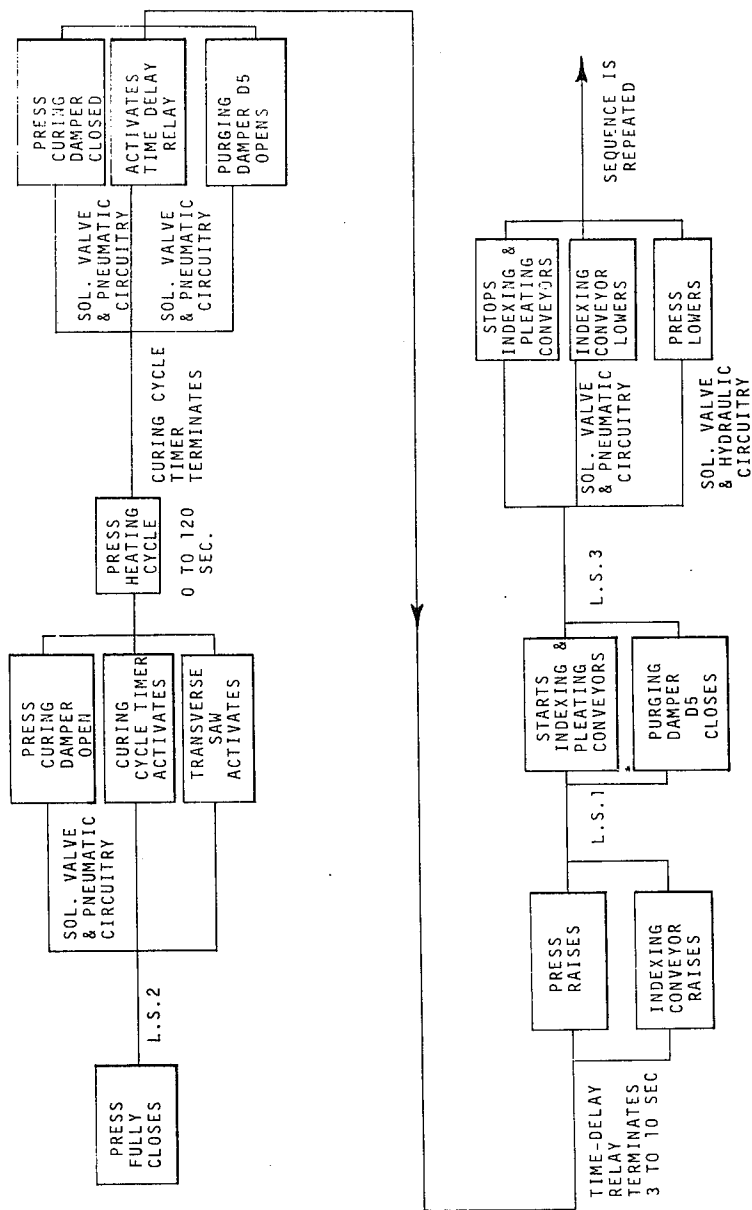 PRESS
FULLY
CLOSES
L.S.2
SOL. VALVE
& PNEUMATIC
CIRCUITRY
PRESS
CURING
DAMPER
OPEN
CURING
CYCLE TIMER
ACTIVATES
TRANSVERSE
SAW
ACTIVATES
PRESS
HEATING
CYCLE
0 TO 120
SEC.
CURING CYCLE
TIMER
TERMINATES
SOL. VALVE
& PNEUMATIC
CIRCUITRY
SOL. VALVE
& PNEUMATIC
CIRCUITRY
PRESS
CURING
DAMPER
CLOSED
ACTIVATES
TIME DELAY
RELAY
PURGING
DAMPER D5
OPENS
TIME-DELAY
RELAY
TERMINATES
3 TO 10 SEC
PRESS
RAISES
INDEXING
CONVEYOR
RAISES
L.S.1
STARTS
INDEXING &
PLEATING
CONVEYORS
PURGING
DAMPER
D5
CLOSES
L.S.3
SOL. VALVE
& PNEUMATIC
CIRCUITRY
SOL. VALVE
& HYDRAULIC
CIRCUITRY
STOPS
INDEXING &
PLEATING
CONVEYORS
INDEXING
CONVEYOR
LOWERS
PRESS
LOWERS
SEQUENCE IS
REPEATED